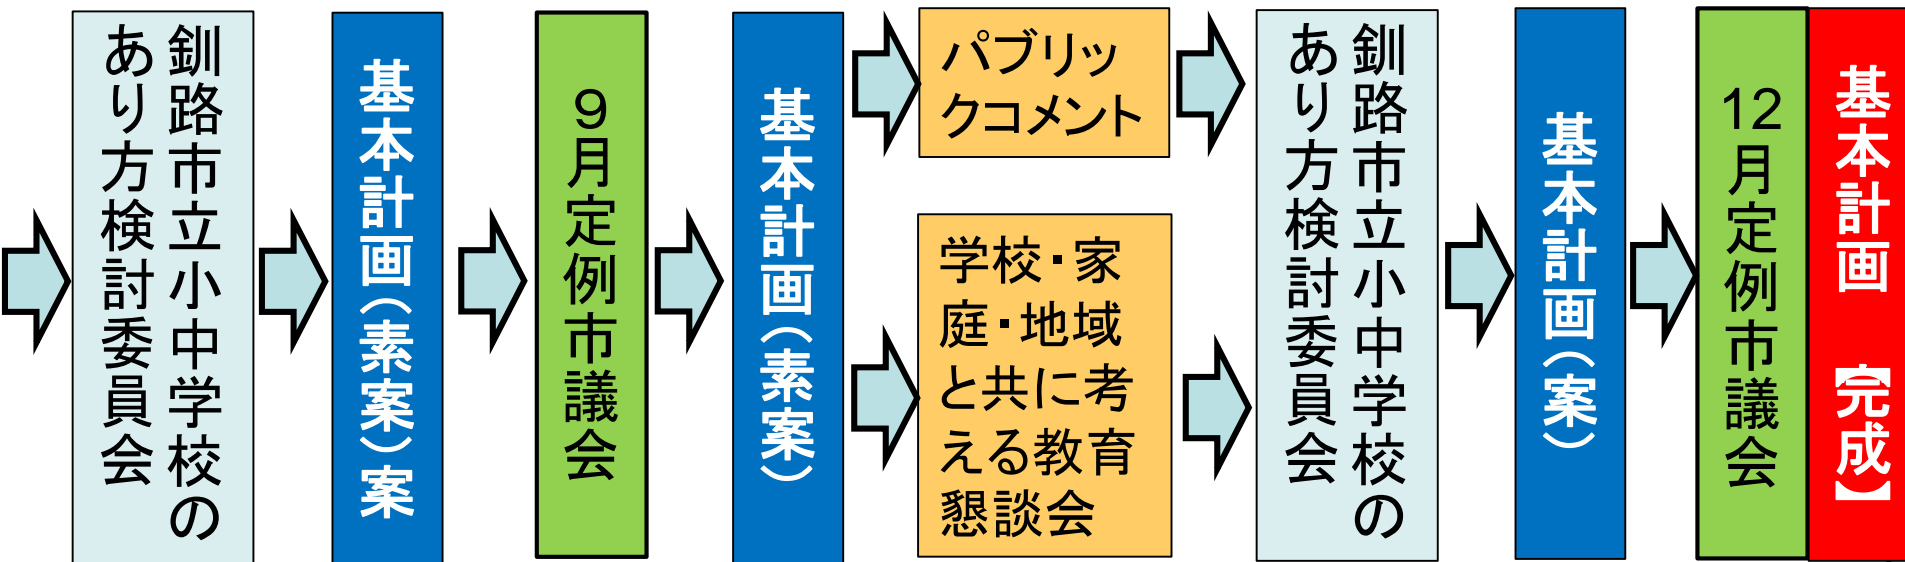 釧路市立小中学校の
あり方検討委員会
基本計画(素案)案
9月定例市議会
基本計画(素案)
パブリッ
クコメント
学校・家
庭・地域
と共に考
える教育
懇談会
釧路市立小中学校の
あり方検討委員会
基本計画(案)
12月定例市議会
基本計画 【完成】